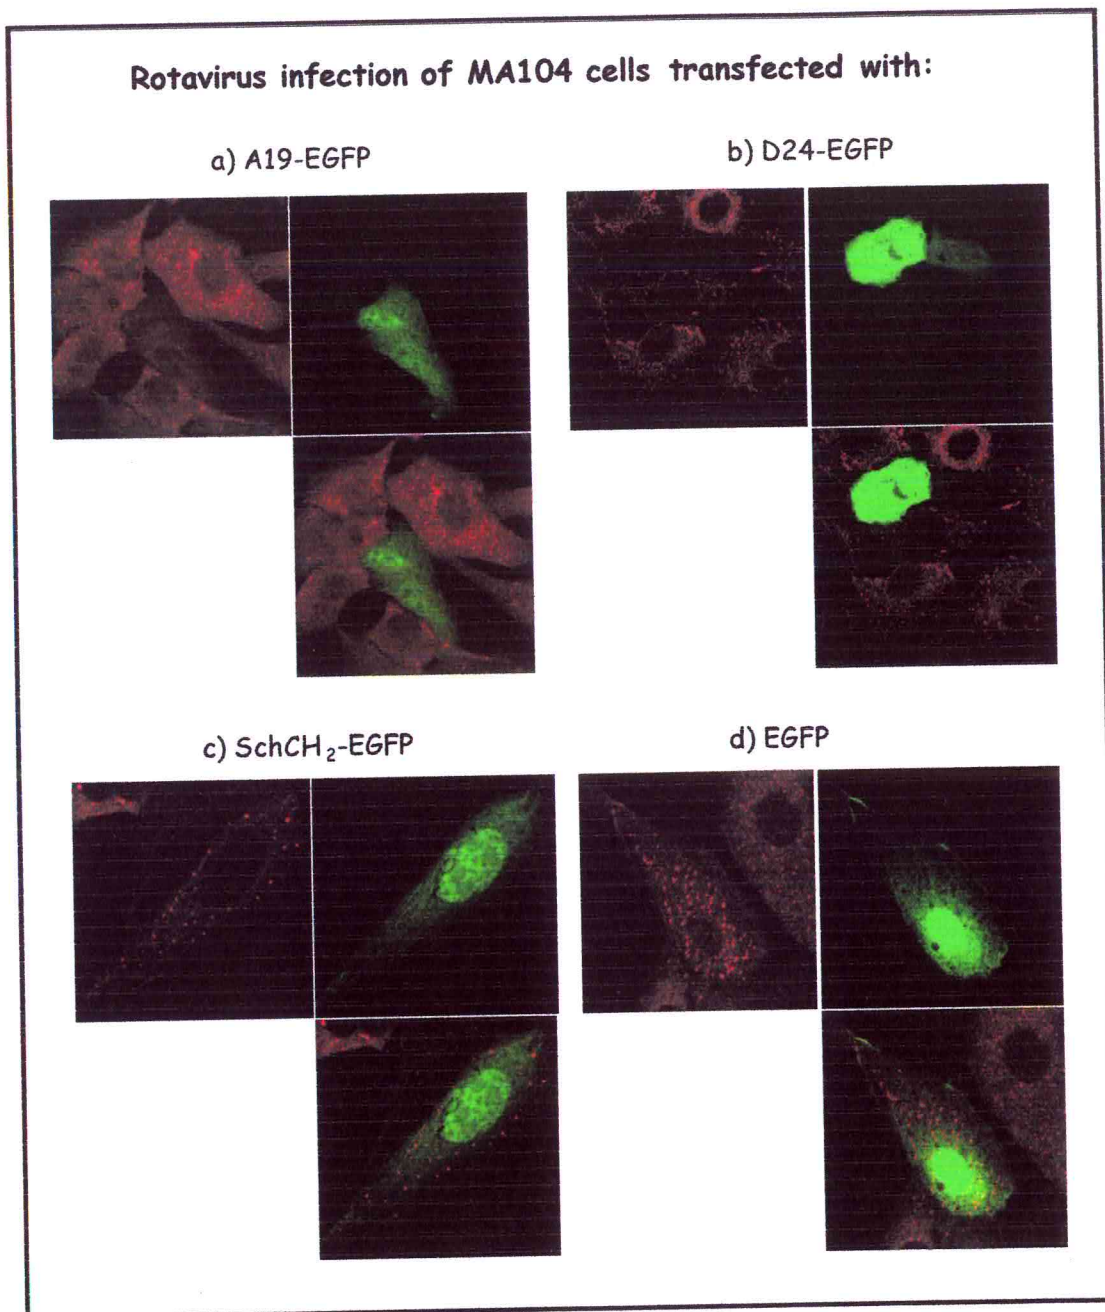 Rotavirus infection of MA104 cells transfected with:
a) A19-EGFP
b) D24-EGFP
c) SchCH₂-EGFP
d) EGFP